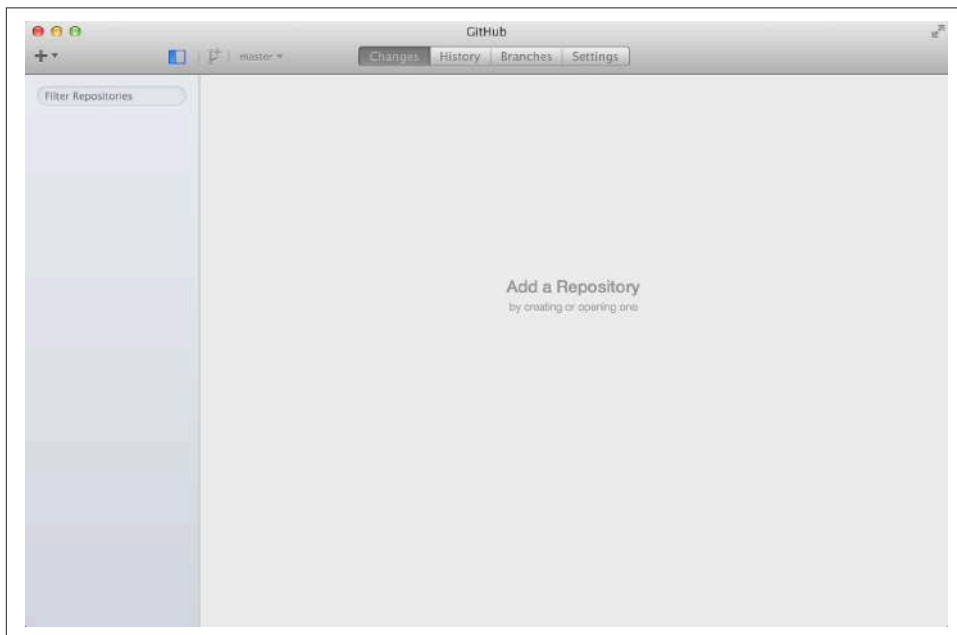 GitHub
master
Changes History Branches Settings
Filter Repositories
Add a Repository
by creating or opening one